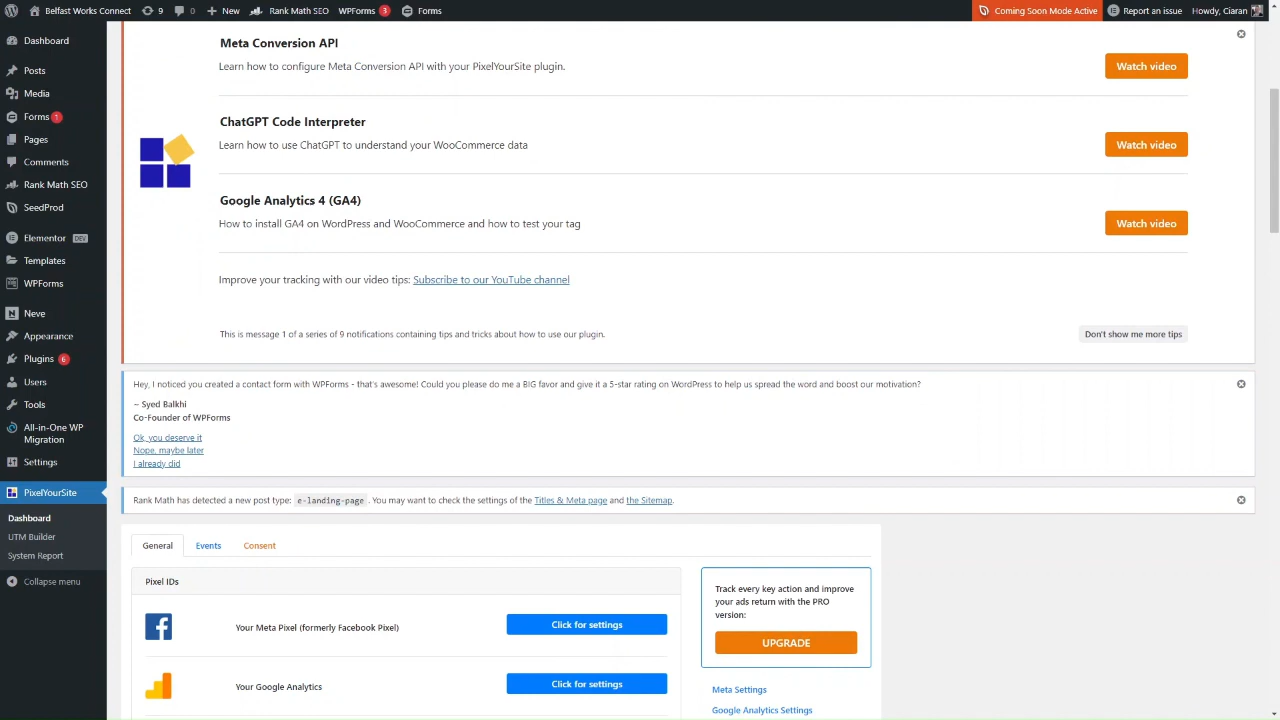 Belfast Works Connect
9
0
New
Rank Math SEO
WPForms 3
Forms
Coming Soon Mode Active
Report an issue
Howdy, Ciaran
Dashboard
Posts
Media
Forms 1
Pages
Comments
Rank Math SEO
SeedProd
Elementor DEV
Templates
WPForms
Neve
Appearance
Plugins 6
Users
Tools
All-in-One WP
Migration
Settings
PixelYourSite
Dashboard
UTM Builder
System Report
Collapse menu
Meta Conversion API
Learn how to configure Meta Conversion API with your PixelYourSite plugin.
Watch video
ChatGPT Code Interpreter
Learn how to use ChatGPT to understand your WooCommerce data
Watch video
Google Analytics 4 (GA4)
How to install GA4 on WordPress and WooCommerce and how to test your tag
Watch video
Improve your tracking with our video tips: Subscribe to our YouTube channel
This is message 1 of a series of 9 notifications containing tips and tricks about how to use our plugin.
Don't show me more tips
Hey, I noticed you created a contact form with WPForms - that's awesome! Could you please do me a BIG favor and give it a 5-star rating on WordPress to help us spread the word and boost our motivation?
~ Syed Balkhi
Co-Founder of WPForms
Ok, you deserve it
Nope, maybe later
I already did
Rank Math has detected a new post type: e-landing-page. You may want to check the settings of the Titles & Meta page and the Sitemap.
General
Events
Consent
Pixel IDs
Your Meta Pixel (formerly Facebook Pixel)
Click for settings
Your Google Analytics
Click for settings
Track every key action and improve
your ads return with the PRO
version:
UPGRADE
Meta Settings
Google Analytics Settings